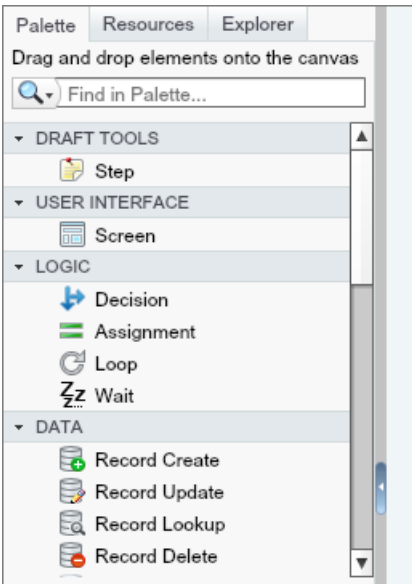 Palette Resources Explorer
Drag and drop elements onto the canvas
Find in Palette...
DRAFT TOOLS
Step
USER INTERFACE
Screen
LOGIC
Decision
Assignment
Loop
Zzz... Wait
DATA
Record Create
Record Update
Record Lookup
Record Delete